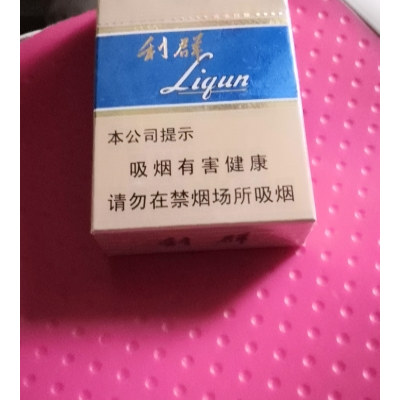 利群
Liqun
本公司提示
吸烟有害健康
请勿在禁烟场所吸烟
利群